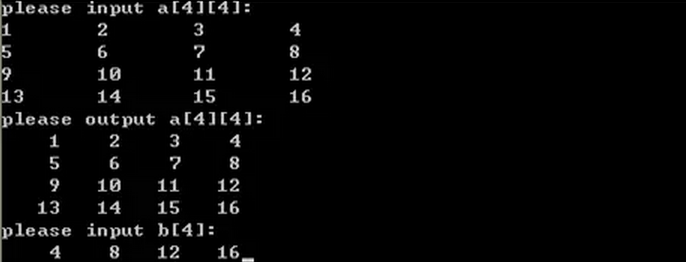 please input a[4][4]:
1 2 3 4
5 6 7 8
9 10 11 12
13 14 15 16
please output a[4][4]:
1 2 3 4
5 6 7 8
9 10 11 12
13 14 15 16
please input b[4]:
4 8 12 16_